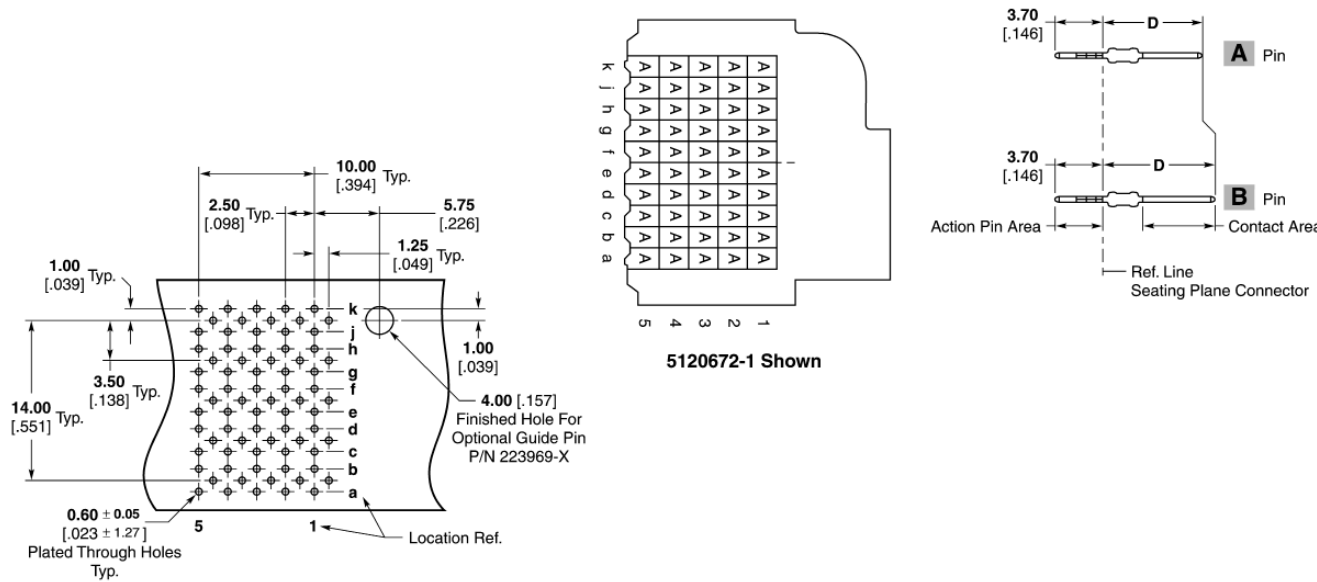 10.00
[.394] Typ.
2.50
[.098] Typ.
5.75
[.226]
1.25
[.049]
1.00
[.039] Typ.
k
j
h
g
f
e
d
c
b
a
1.00
[.039]
3.50
[.138] Typ.
14.00
[.551] Typ.
4.00 [.157]
Finished Hole For
Optional Guide Pin
P/N 223969-X
0.60 ± 0.05
[.023 ± 1.27]
Plated Through Holes
Typ.
5
1
Location Ref.
k A A A A A
j A A A A A
h A A A A A
g A A A A A
f A A A A A
e A A A A A
d A A A A A
c A A A A A
b A A A A A
a A A A A A
5 4 3 2 1
5120672-1 Shown
3.70
[.146]
D
A Pin
3.70
[.146]
D
B Pin
Action Pin Area
Contact Area
Ref. Line
Seating Plane Connector